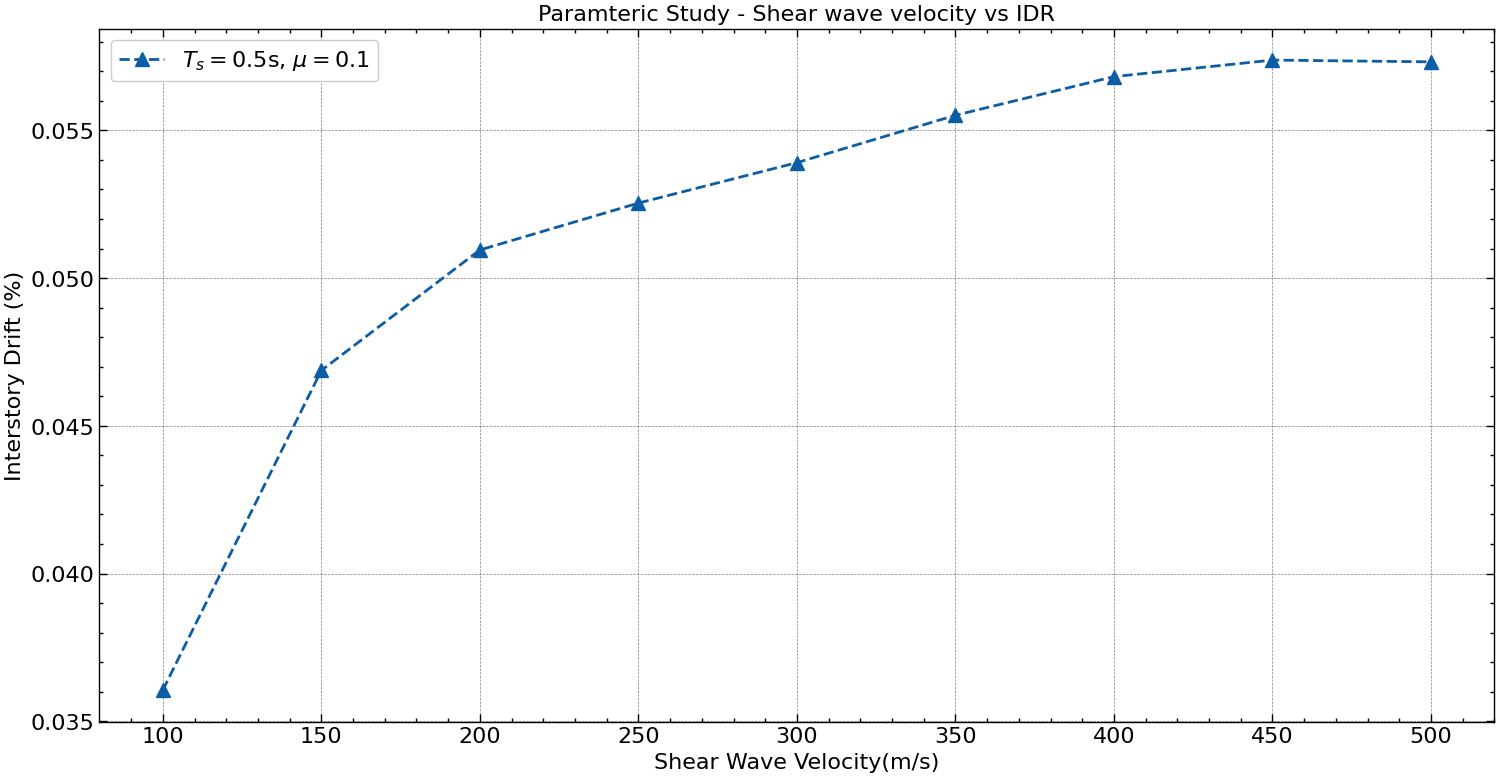 Paramteric Study - Shear wave velocity vs IDR
T_s = 0.5s, μ = 0.1
Interstory Drift (%)
0.055
0.050
0.045
0.040
0.035
100 150 200 250 300 350 400 450 500
Shear Wave Velocity(m/s)